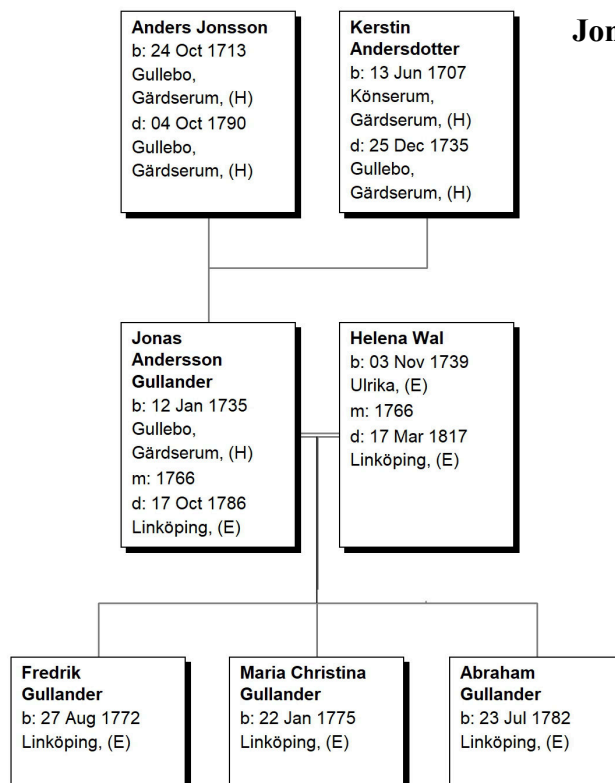 Jon
Anders Jonsson
b: 24 Oct 1713
Gullebo,
Gärdserum, (H)
d: 04 Oct 1790
Gullebo,
Gärdserum, (H)
Kerstin
Andersdotter
b: 13 Jun 1707
Könserum,
Gärdserum, (H)
d: 25 Dec 1735
Gullebo,
Gärdserum, (H)
Jonas
Andersson
Gullander
b: 12 Jan 1735
Gullebo,
Gärdserum, (H)
m: 1766
d: 17 Oct 1786
Linköping, (E)
Helena Wal
b: 03 Nov 1739
Ulrika, (E)
m: 1766
d: 17 Mar 1817
Linköping, (E)
Fredrik
Gullander
b: 27 Aug 1772
Linköping, (E)
Maria Christina
Gullander
b: 22 Jan 1775
Linköping, (E)
Abraham
Gullander
b: 23 Jul 1782
Linköping, (E)